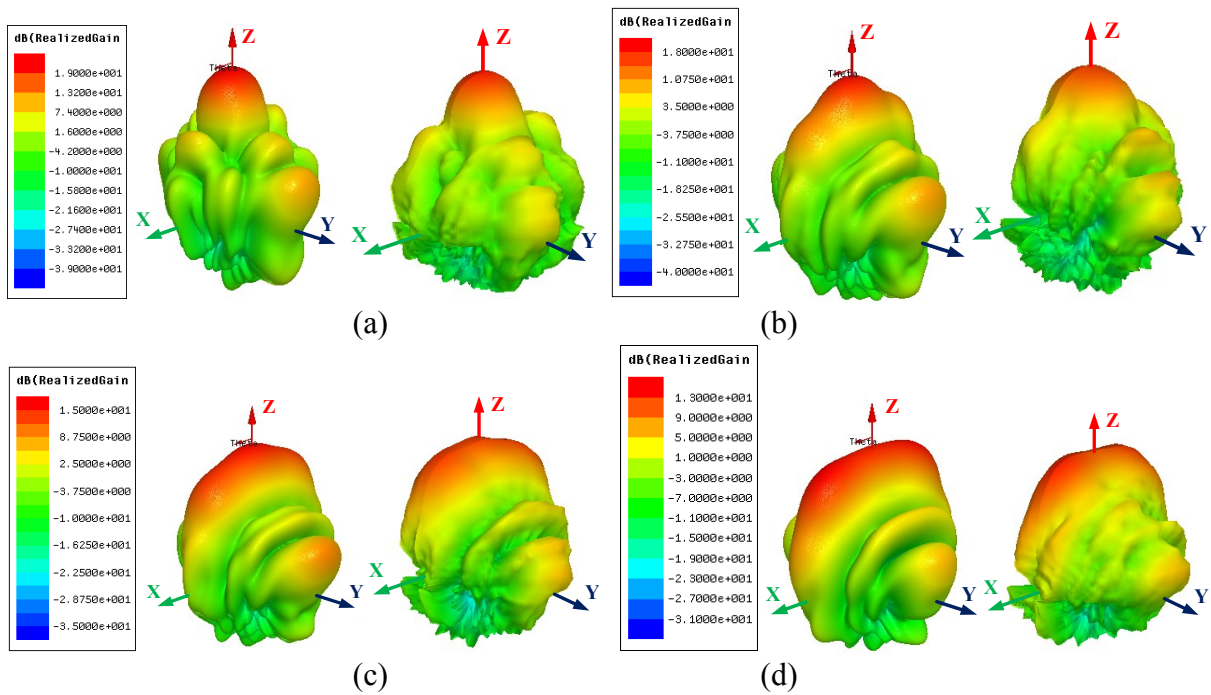 dB(RealizedGain
1.9000e+001
1.3200e+001
7.4000e+000
1.6000e+000
-4.2000e+000
-1.0000e+001
-1.5800e+001
-2.1600e+001
-2.7400e+001
-3.3200e+001
-3.9000e+001
Z
Theta
X
Y
Z
X
Y
(a)
dB(RealizedGain
1.8000e+001
1.0750e+001
3.5000e+000
-3.7500e+000
-1.1000e+001
-1.8250e+001
-2.5500e+001
-3.2750e+001
-4.0000e+001
Z
Theta
X
Y
Z
X
Y
(b)
dB(RealizedGain
1.5000e+001
8.7500e+000
2.5000e+000
-3.7500e+000
-1.0000e+001
-1.6250e+001
-2.2500e+001
-2.8750e+001
-3.5000e+001
Z
Theta
X
Y
Z
X
Y
(c)
dB(RealizedGain
1.3000e+001
9.0000e+000
5.0000e+000
1.0000e+000
-3.0000e+000
-7.0000e+000
-1.1000e+001
-1.5000e+001
-1.9000e+001
-2.3000e+001
-2.7000e+001
-3.1000e+001
Z
Theta
X
Y
Z
X
Y
(d)